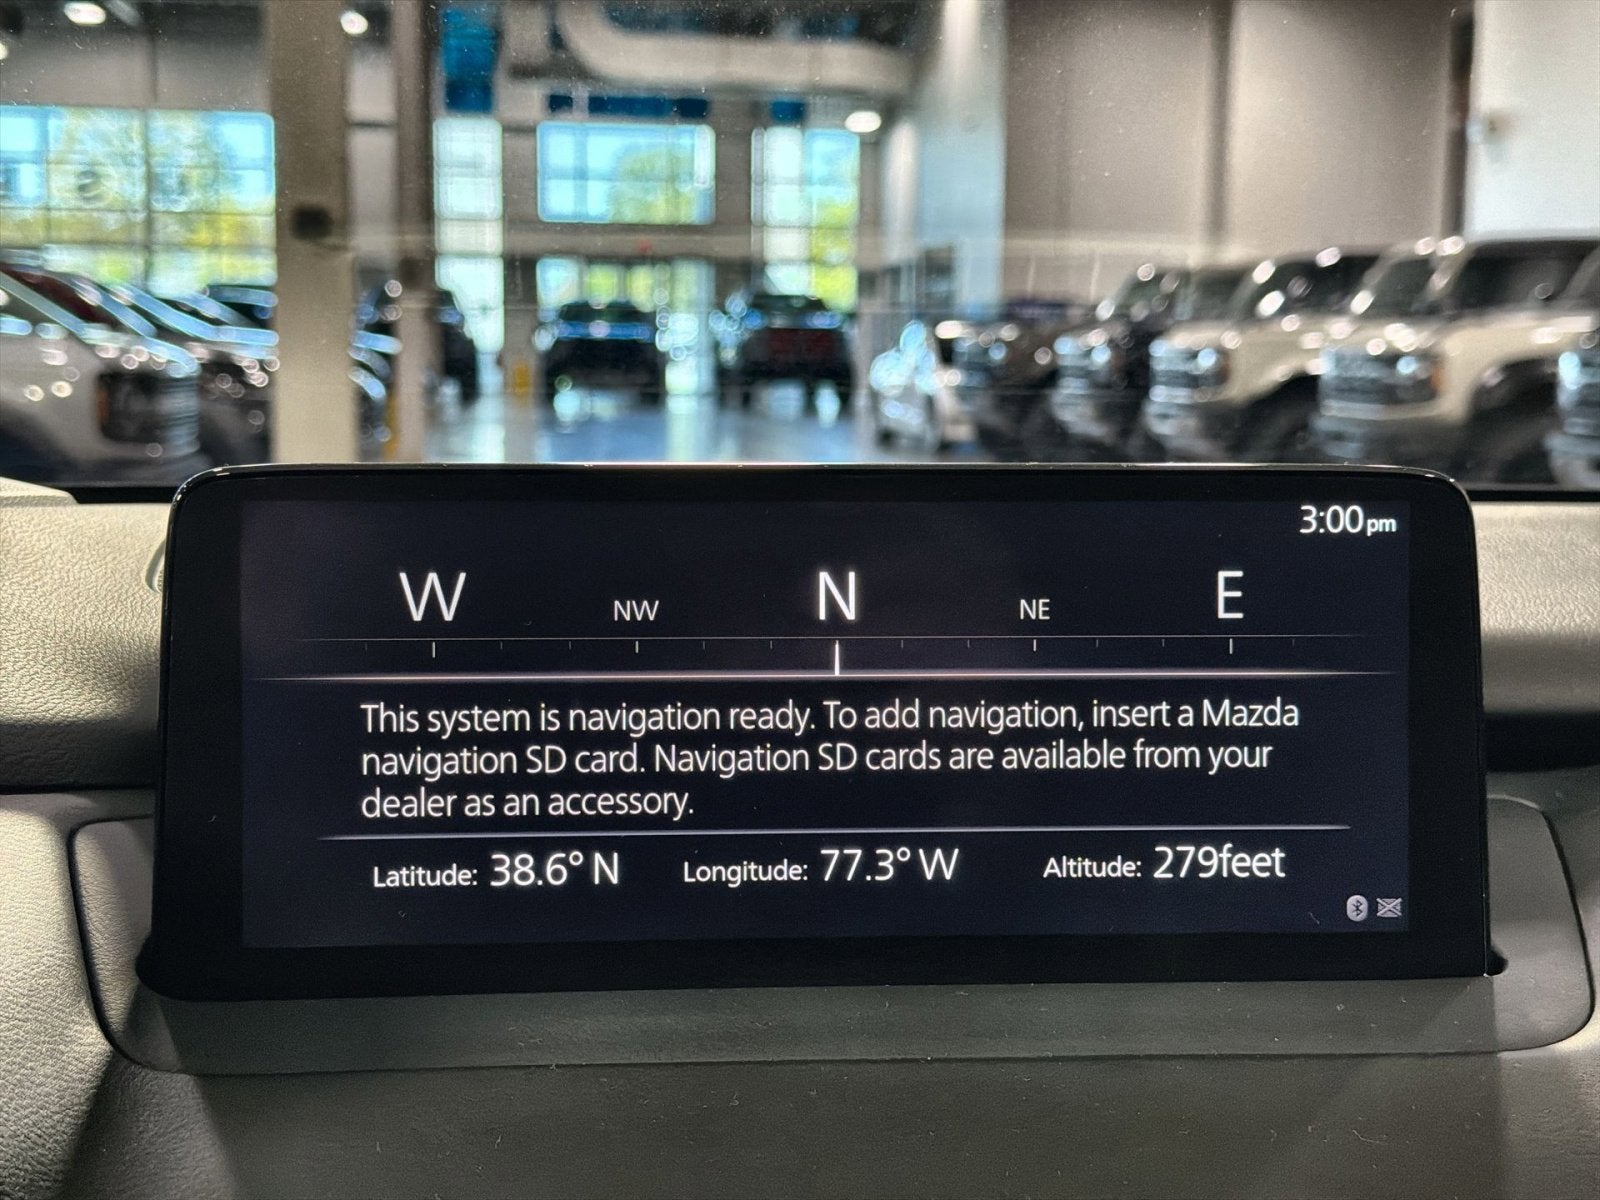 3:00pm
W NW N NE E
This system is navigation ready. To add navigation, insert a Mazda
navigation SD card. Navigation SD cards are available from your
dealer as an accessory.
Latitude: 38.6° N Longitude: 77.3° W Altitude: 279feet